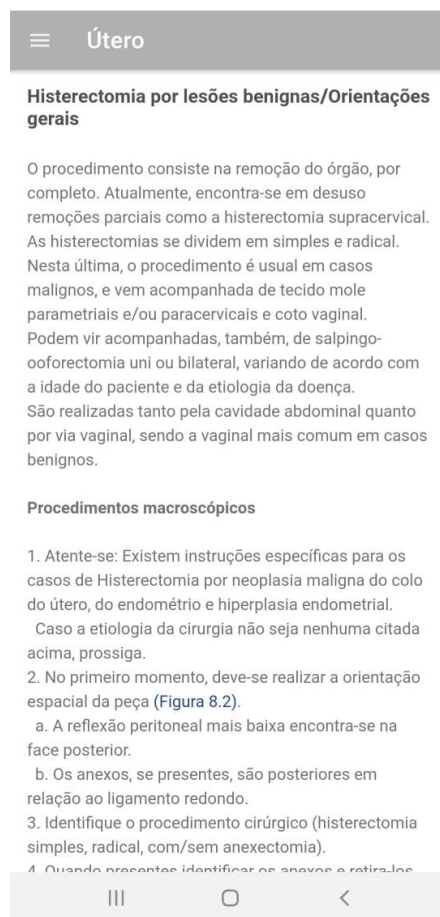 Útero
Histerectomia por lesões benignas/Orientações
gerais
O procedimento consiste na remoção do órgão, por
completo. Atualmente, encontra-se em desuso
remoções parciais como a histerectomia supracervical.
As histerectomias se dividem em simples e radical.
Nesta última, o procedimento é usual em casos
malignos, e vem acompanhada de tecido mole
parametriais e/ou paracervicais e coto vaginal.
Podem vir acompanhadas, também, de salpingo-
ooforectomia uni ou bilateral, variando de acordo com
a idade do paciente e da etiologia da doença.
São realizadas tanto pela cavidade abdominal quanto
por via vaginal, sendo a vaginal mais comum em casos
benignos.
Procedimentos macroscópicos
1. Atente-se: Existem instruções específicas para os
casos de Histerectomia por neoplasia maligna do colo
do útero, do endométrio e hiperplasia endometrial.
Caso a etiologia da cirurgia não seja nenhuma citada
acima, prossiga.
2. No primeiro momento, deve-se realizar a orientação
espacial da peça (Figura 8.2).
a. A reflexão peritoneal mais baixa encontra-se na
face posterior.
b. Os anexos, se presentes, são posteriores em
relação ao ligamento redondo.
3. Identifique o procedimento cirúrgico (histerectomia
simples, radical, com/sem anexectomia).
4. Quando presentes identificar os anexos e retira-los